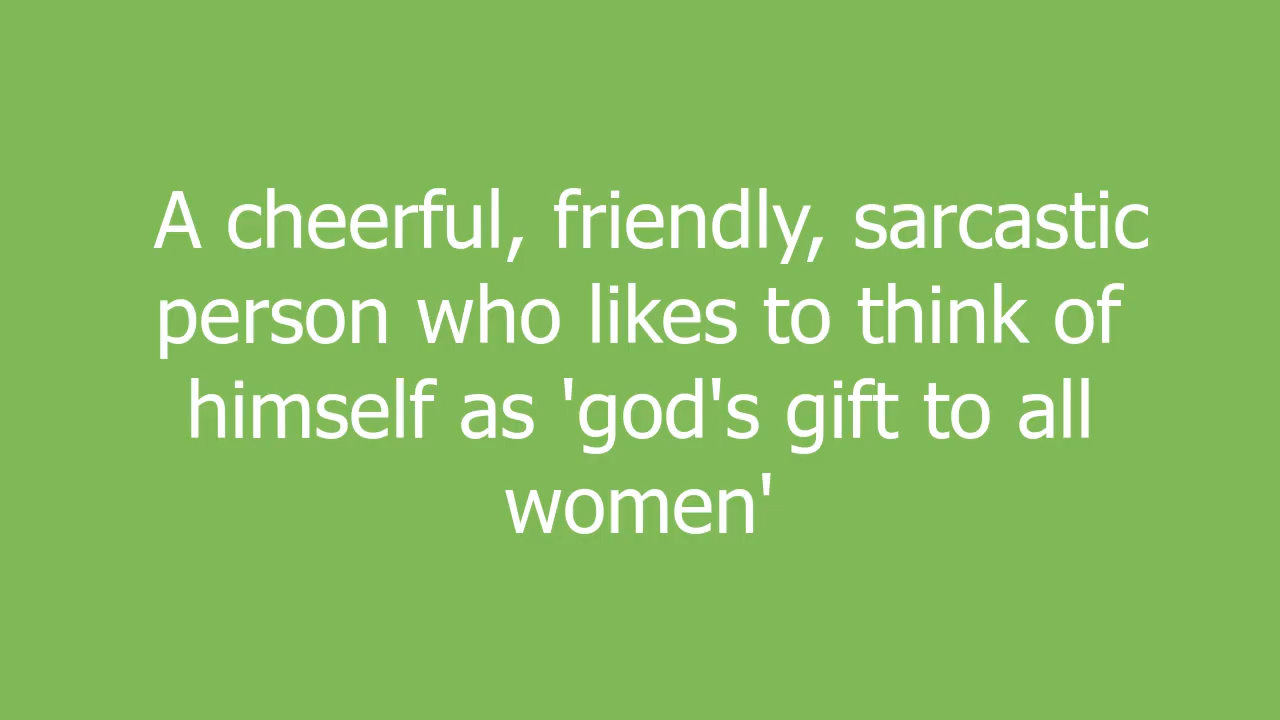 A cheerful, friendly, sarcastic
person who likes to think of
himself as 'god's gift to all
women'